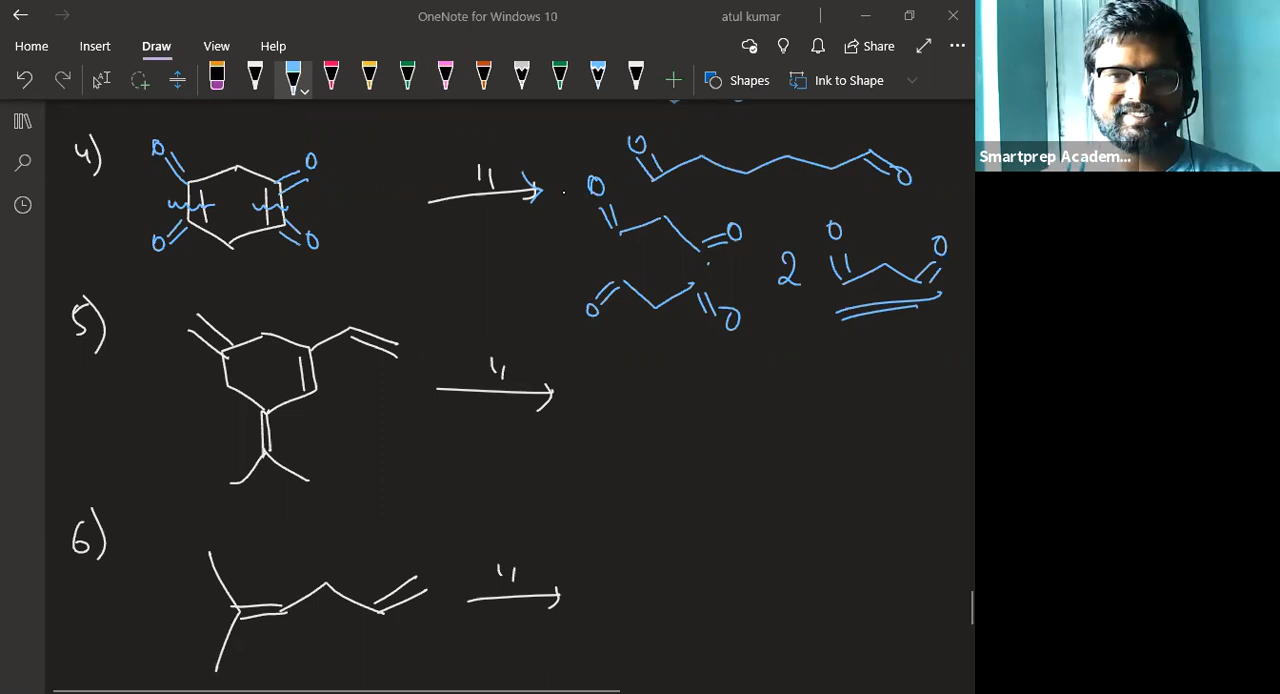 OneNote for Windows 10
atul kumar
Home Insert Draw View Help
Share
Shapes Ink to Shape
Smartprep Academ...
4)
O O
O O
"
O O
O O
O O
2 O O
5)
"
6)
"